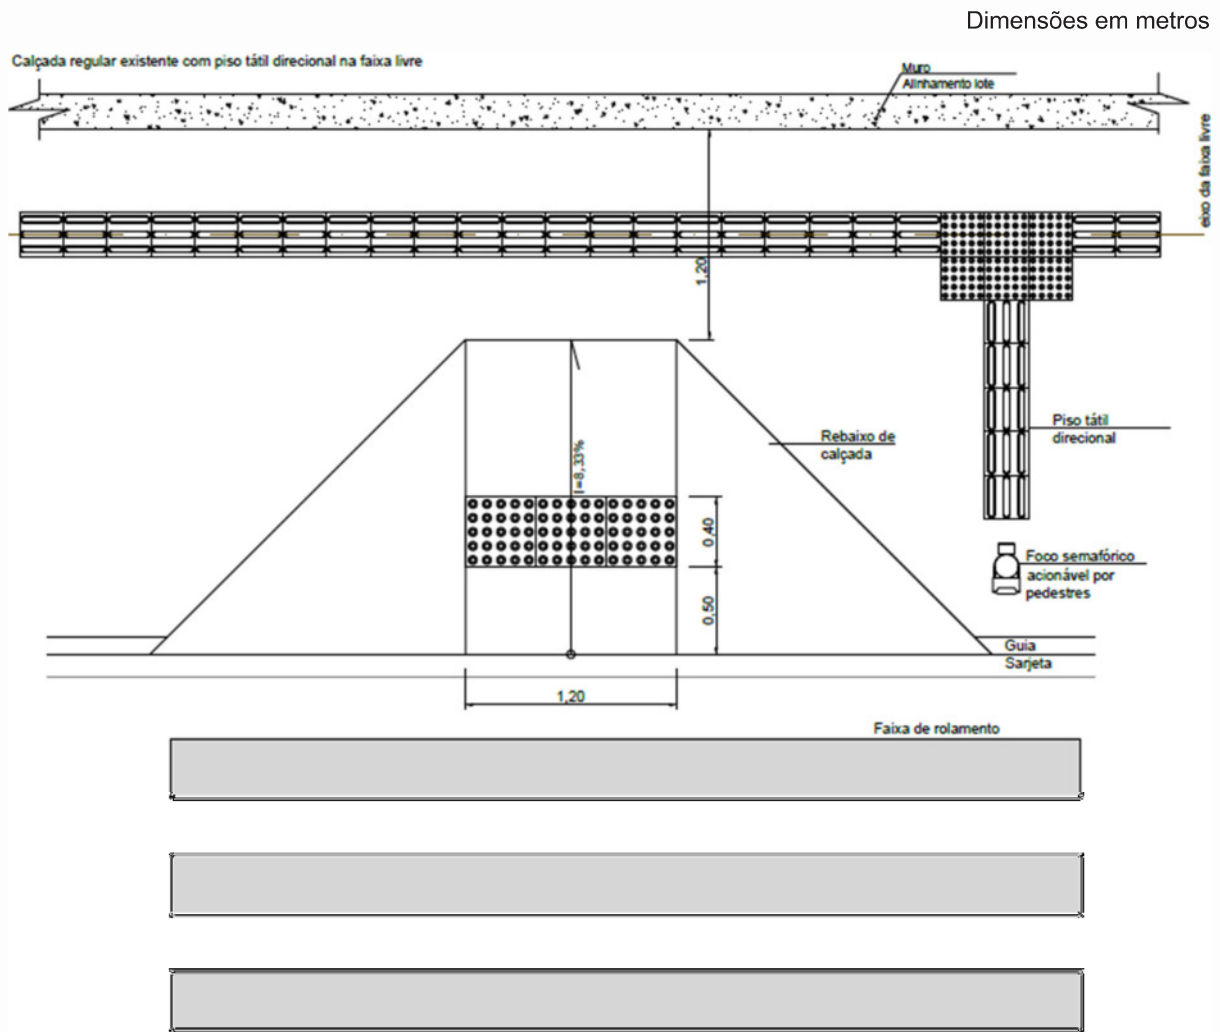 Dimensões em metros
Calçada regular existente com piso tátil direcional na faixa livre
Muro
Alinhamento lote
eixo da faixa livre
1,20
Piso tátil
direcional
Rebaixo de
calçada
i=8,33%
0,40
0,50
Foco semafórico
acionável por
pedestres
Guia
Sarjeta
1,20
Faixa de rolamento